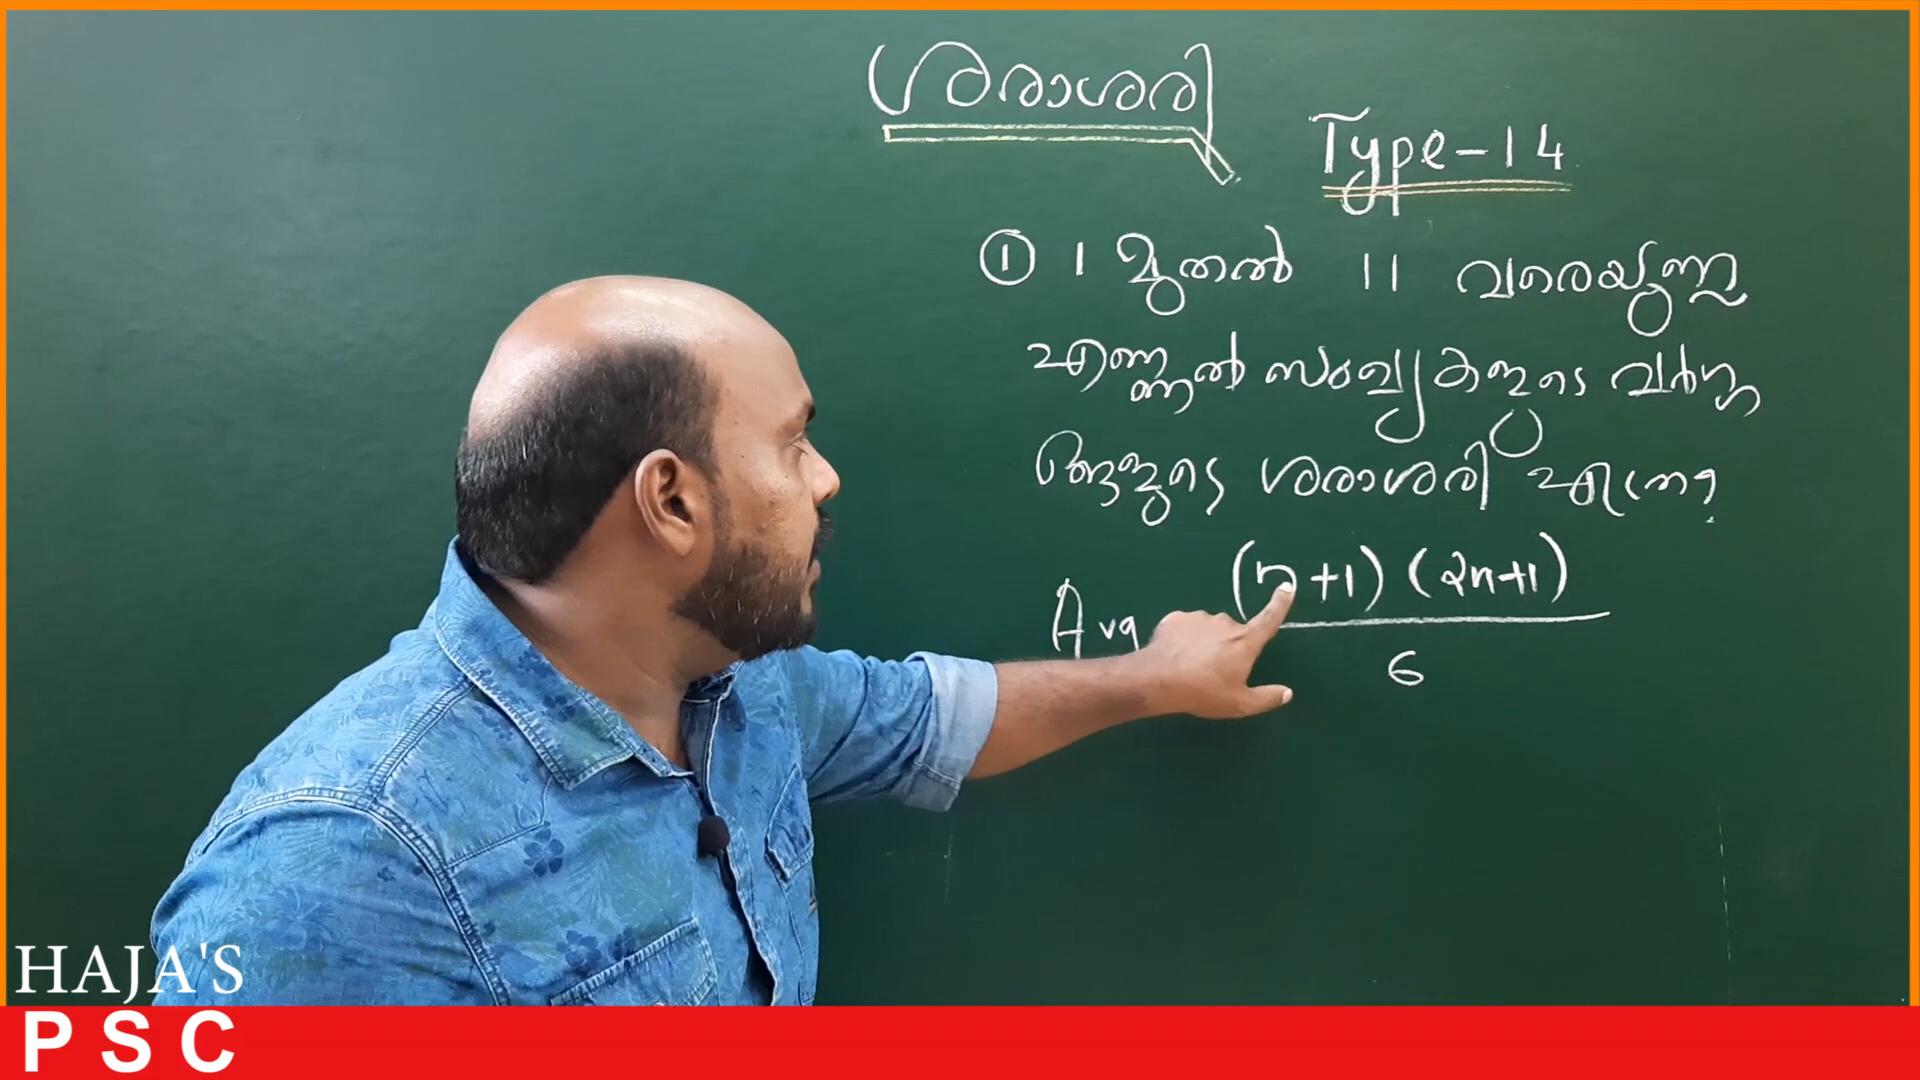 ശരാശരി
Type-14
① 1 മുതൽ 11 വരെയുള്ള
എണ്ണൽ സംഖ്യകളുടെ വർഗ്ഗ
ങ്ങളുടെ ശരാശരി എത്ര?
Avg (n+1) (2n+1)
6
HAJA'S
PSC